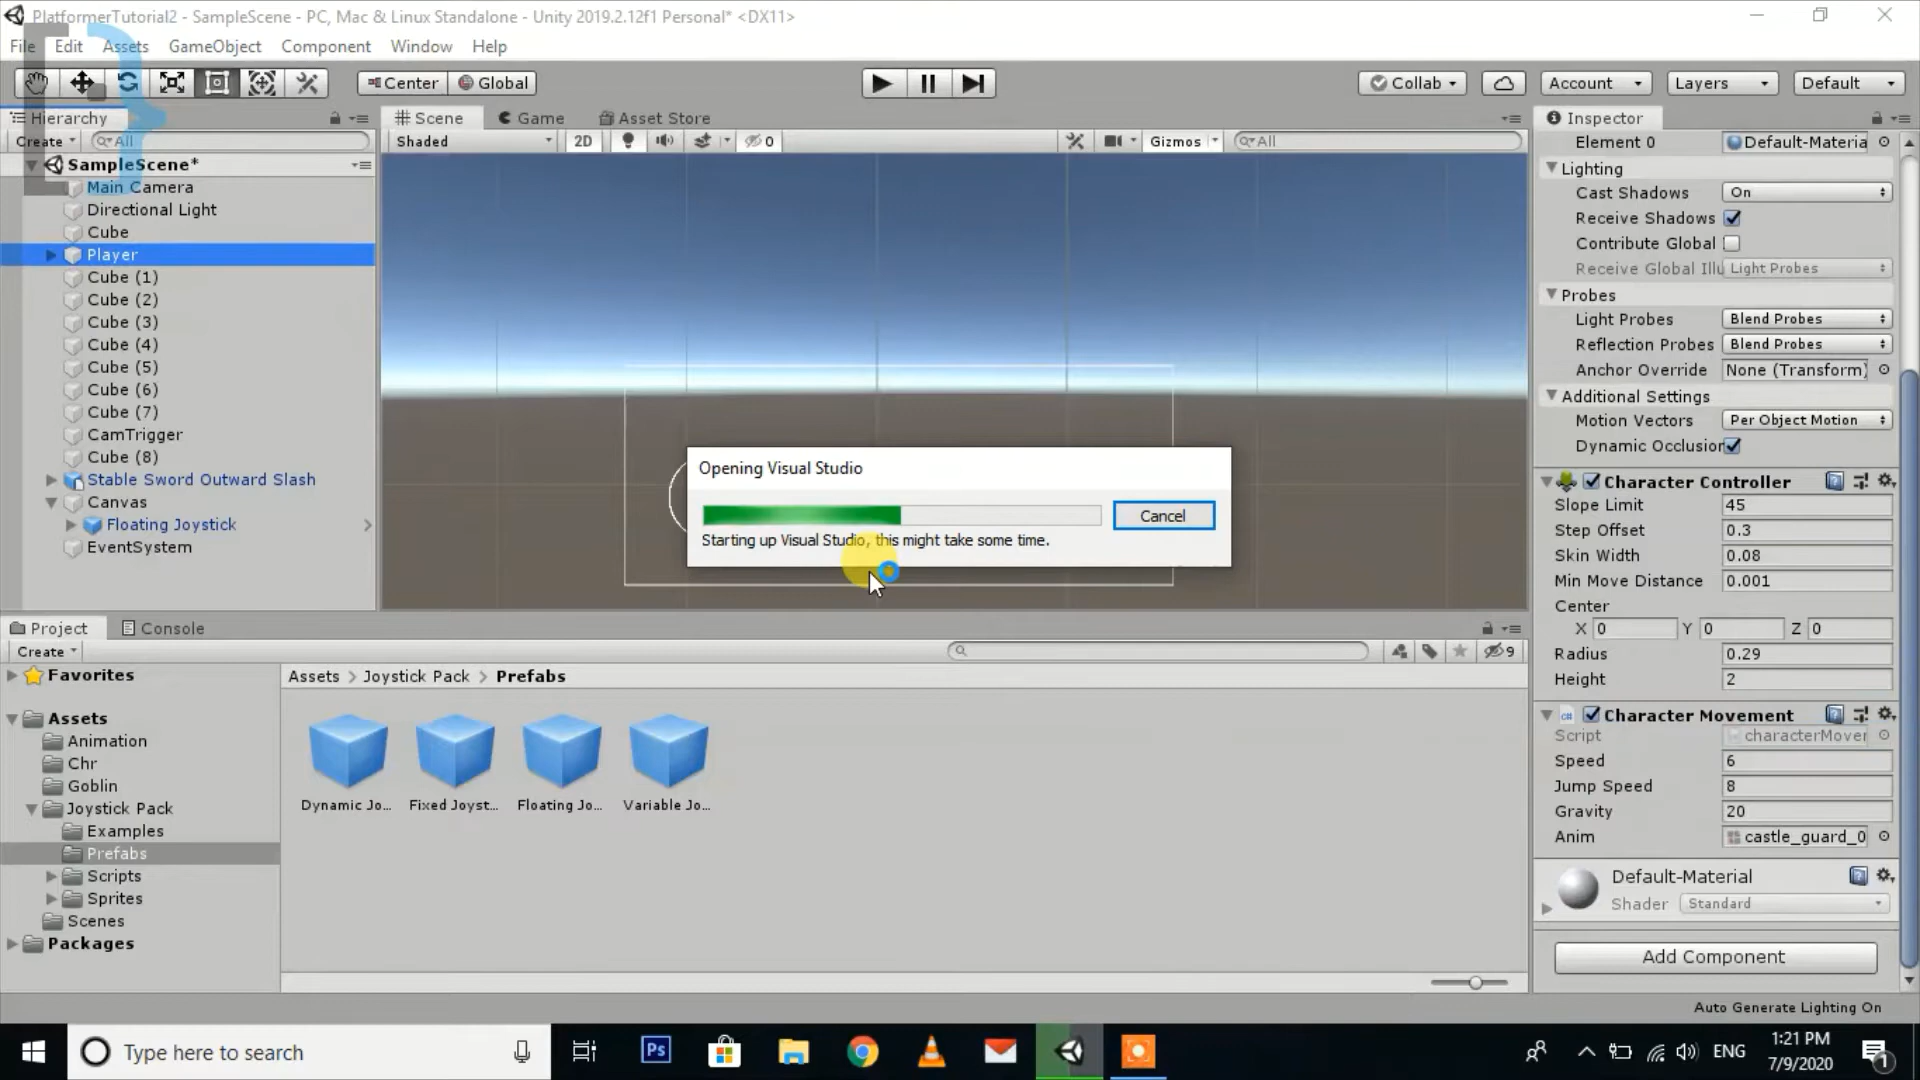 PlatformerTutorial2 - SampleScene - PC, Mac & Linux Standalone - Unity 2019.2.12f1 Personal* <DX11>
File Edit Assets GameObject Component Window Help
Center Global Collab Account Layers Default
Hierarchy
Create All
SampleScene*
Main Camera
Directional Light
Cube
Player
Cube (1)
Cube (2)
Cube (3)
Cube (4)
Cube (5)
Cube (6)
Cube (7)
CamTrigger
Cube (8)
Stable Sword Outward Slash
Canvas
Floating Joystick
EventSystem
Scene Game Asset Store
Shaded 2D 0 Gizmos All
Opening Visual Studio
Cancel
Starting up Visual Studio, this might take some time.
Inspector
Element 0 Default-Materia
Lighting
Cast Shadows On
Receive Shadows
Contribute Global
Receive Global Illu Light Probes
Probes
Light Probes Blend Probes
Reflection Probes Blend Probes
Anchor Override None (Transform)
Additional Settings
Motion Vectors Per Object Motion
Dynamic Occlusion
Character Controller
Slope Limit 45
Step Offset 0.3
Skin Width 0.08
Min Move Distance 0.001
Center
X 0 Y 0 Z 0
Radius 0.29
Height 2
Character Movement
Script characterMover
Speed 6
Jump Speed 8
Gravity 20
Anim castle_guard_0
Default-Material
Shader Standard
Add Component
Auto Generate Lighting On
Project Console
Create 9
Favorites
Assets
Animation
Chr
Goblin
Joystick Pack
Examples
Prefabs
Scripts
Sprites
Scenes
Packages
Assets > Joystick Pack > Prefabs
Dynamic Jo... Fixed Joyst... Floating Jo... Variable Jo...
Type here to search
Ps
ENG
1:21 PM
7/9/2020
1